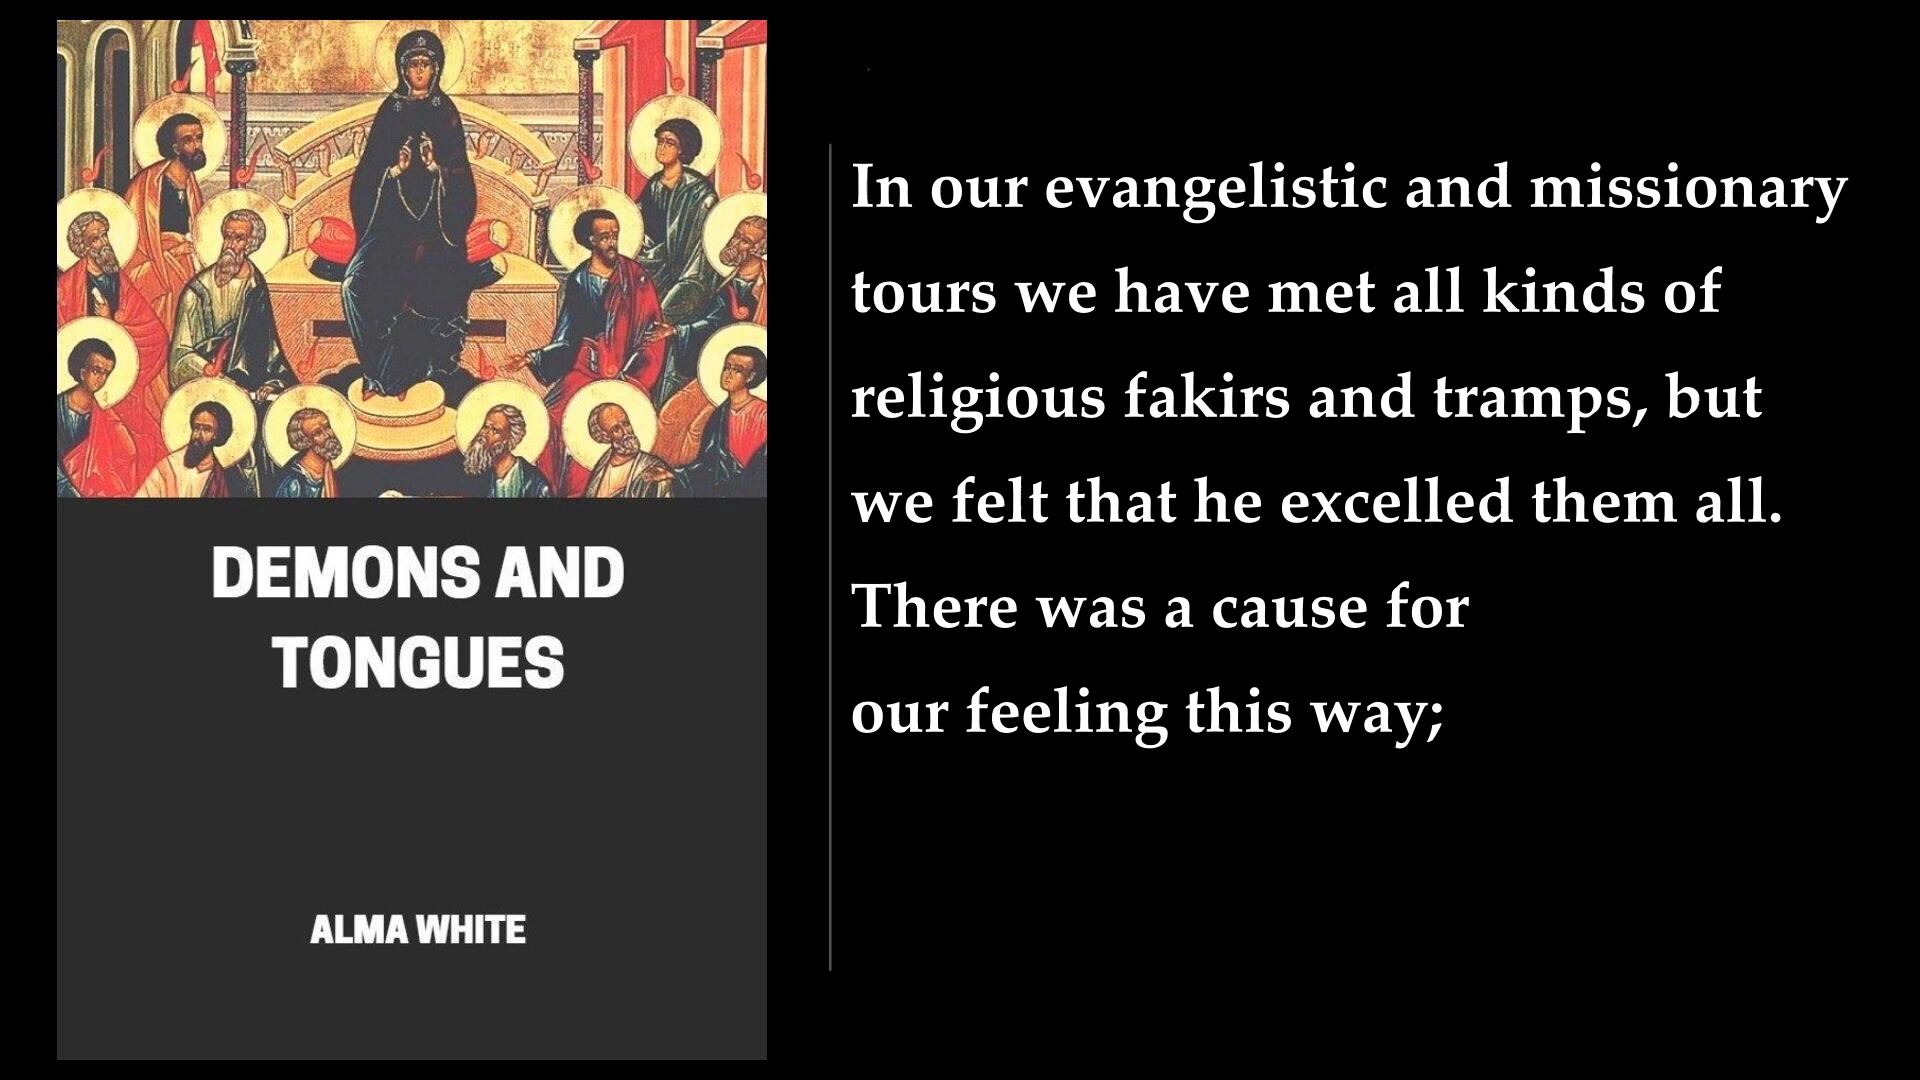 DEMONS AND
TONGUES
ALMA WHITE
In our evangelistic and missionary
tours we have met all kinds of
religious fakirs and tramps, but
we felt that he excelled them all.
There was a cause for
our feeling this way;